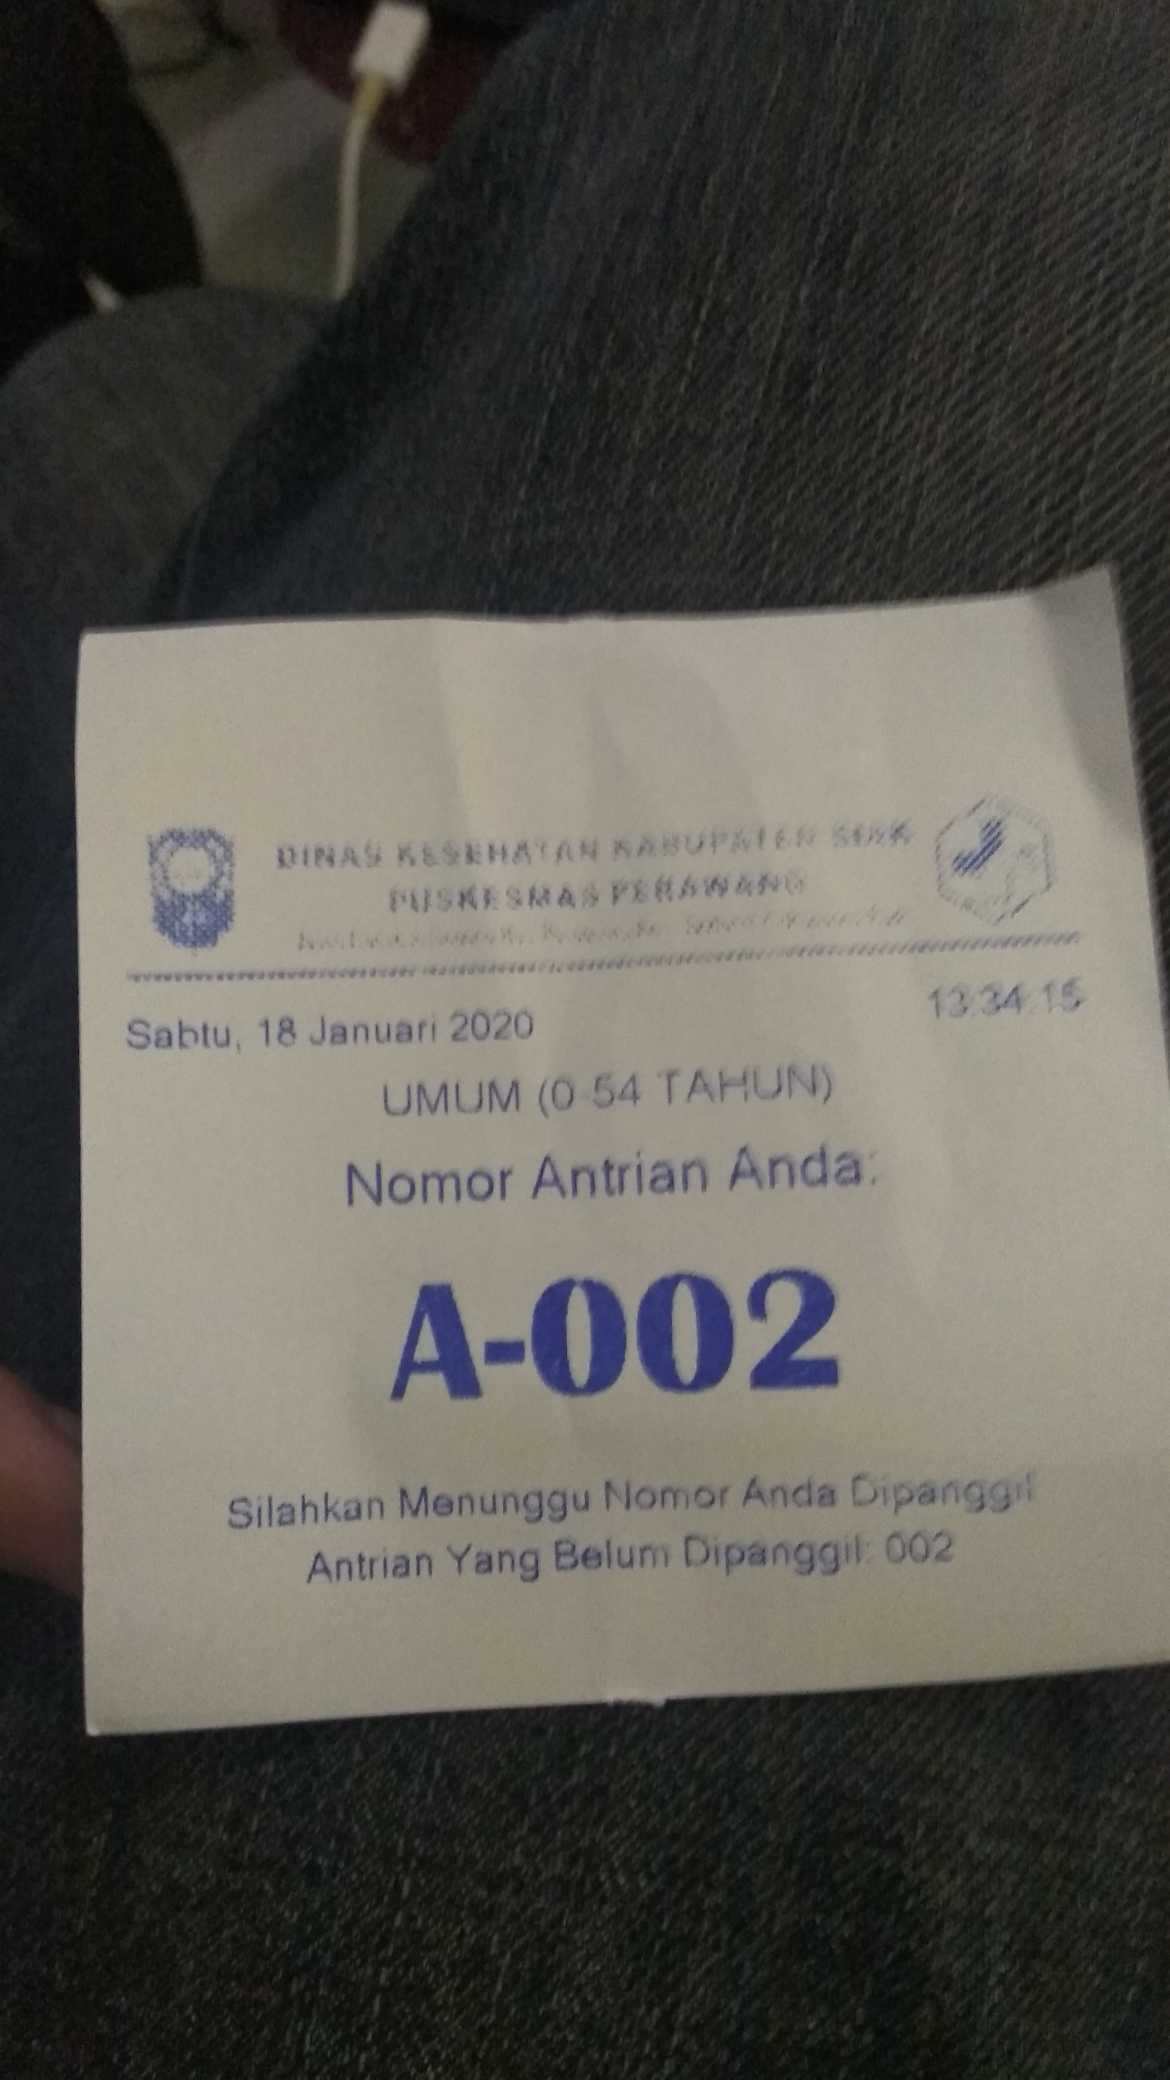 DINAS KESEHATAN KABUPATEN SIAK
PUSKESMAS PERAWANG
Sabtu, 18 Januari 2020
13:34:15
UMUM (0-54 TAHUN)
Nomor Antrian Anda:
A-002
Silahkan Menunggu Nomor Anda Dipanggil
Antrian Yang Belum Dipanggil: 002